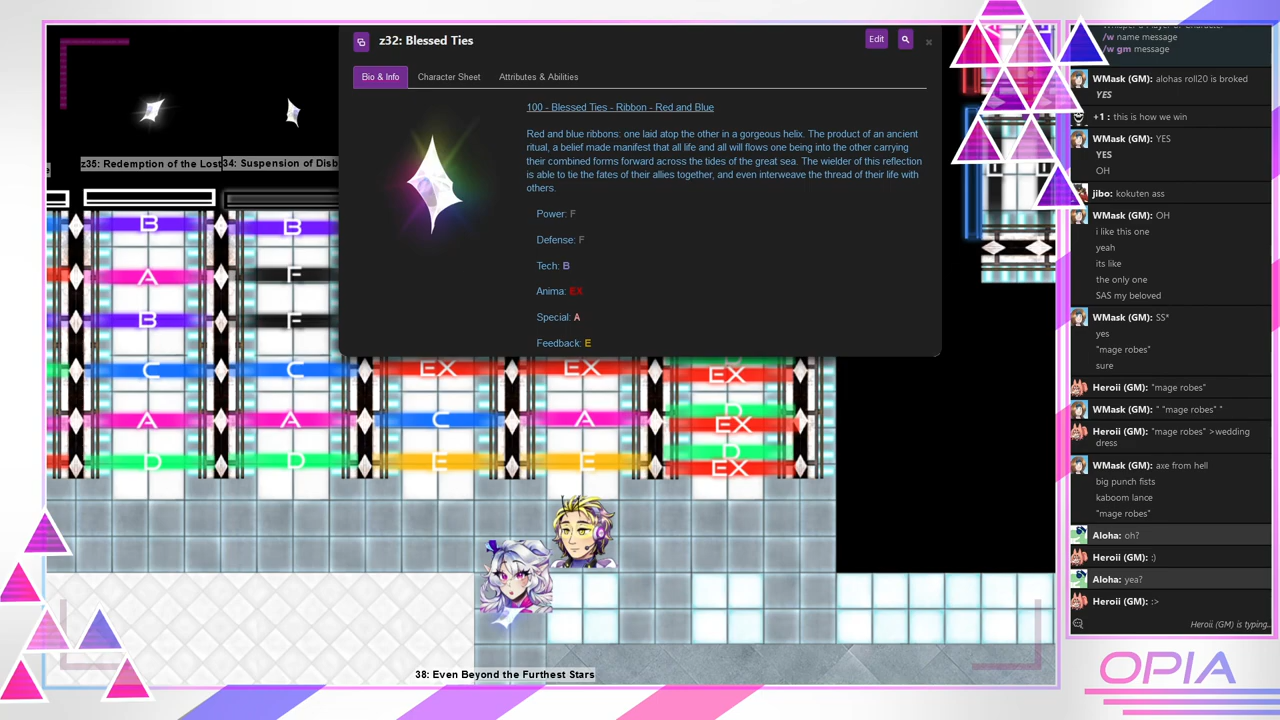 z32: Blessed Ties
Edit
Bio & Info
Character Sheet
Attributes & Abilities
100 - Blessed Ties - Ribbon - Red and Blue
Red and blue ribbons: one laid atop the other in a gorgeous helix. The product of an ancient
ritual, a belief made manifest that all life and all will flows one being into the other carrying
their combined forms forward across the tides of the great sea. The wielder of this reflection
is able to tie the fates of their allies together, and even interweave the thread of their life with
others.
Power: F
Defense: F
Tech: B
Anima: EX
Special: A
Feedback: E
z35: Redemption of the Lost
34: Suspension of Disb
B B
A F
B F
C C EX EX EX
A A C A D
EX
D D E E D
EX
38: Even Beyond the Furthest Stars
/w name message
/w gm message
WMask (GM): alohas roll20 is broked
YES
+1 : this is how we win
WMask (GM): YES
YES
OH
jibo: kokuten ass
WMask (GM): OH
i like this one
yeah
its like
the only one
SAS my beloved
WMask (GM): SS*
yes
"mage robes"
sure
Heroii (GM): "mage robes"
WMask (GM): " "mage robes" "
Heroii (GM): "mage robes" >wedding
dress
WMask (GM): axe from hell
big punch fists
kaboom lance
"mage robes"
Aloha: oh?
Heroii (GM): :)
Aloha: yea?
Heroii (GM): :>
Heroii (GM) is typing...
OPIA